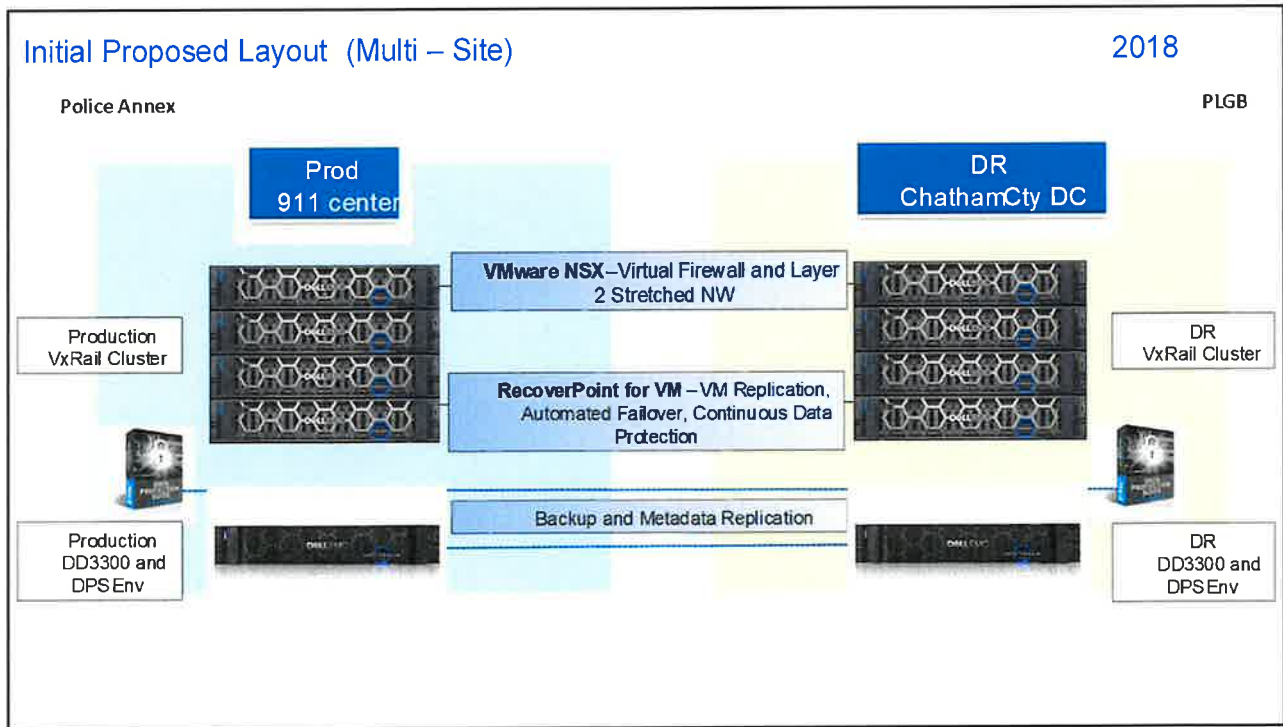 Initial Proposed Layout (Multi – Site)
2018
Police Annex
PLGB
Prod
911 center
DR
ChathamCty DC
VMware NSX–Virtual Firewall and Layer
2 Stretched NW
Production
VxRail Cluster
DR
VxRail Cluster
RecoverPoint for VM – VM Replication,
Automated Failover, Continuous Data
Protection
Backup and Metadata Replication
Production
DD3300 and
DPS Env
DR
DD3300 and
DPS Env